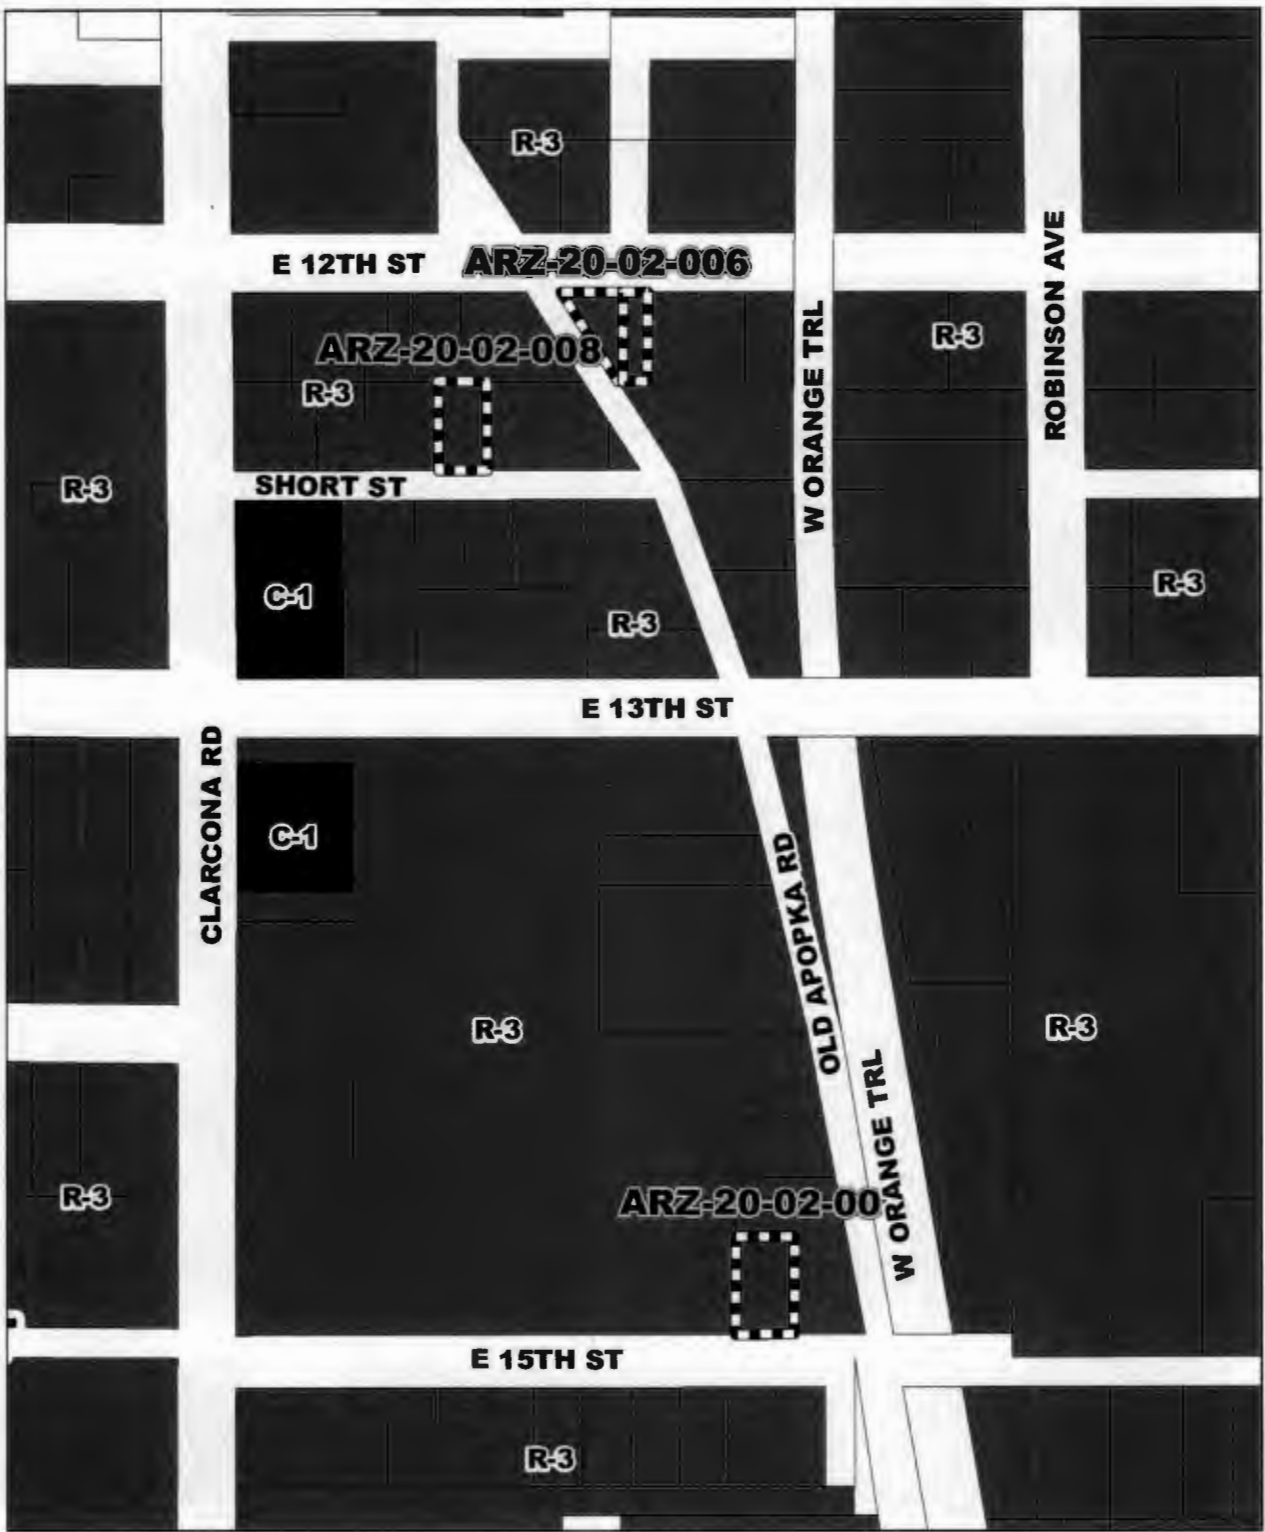 R-3
E 12TH ST
ARZ-20-02-006
ROBINSON AVE
W ORANGE TRL
R-3
ARZ-20-02-008
R-3
R-3
SHORT ST
C-1
R-3
R-3
E 13TH ST
CLARCONA RD
C-1
OLD APOPKA RD
R-3
R-3
W ORANGE TRL
R-3
ARZ-20-02-00
E 15TH ST
R-3